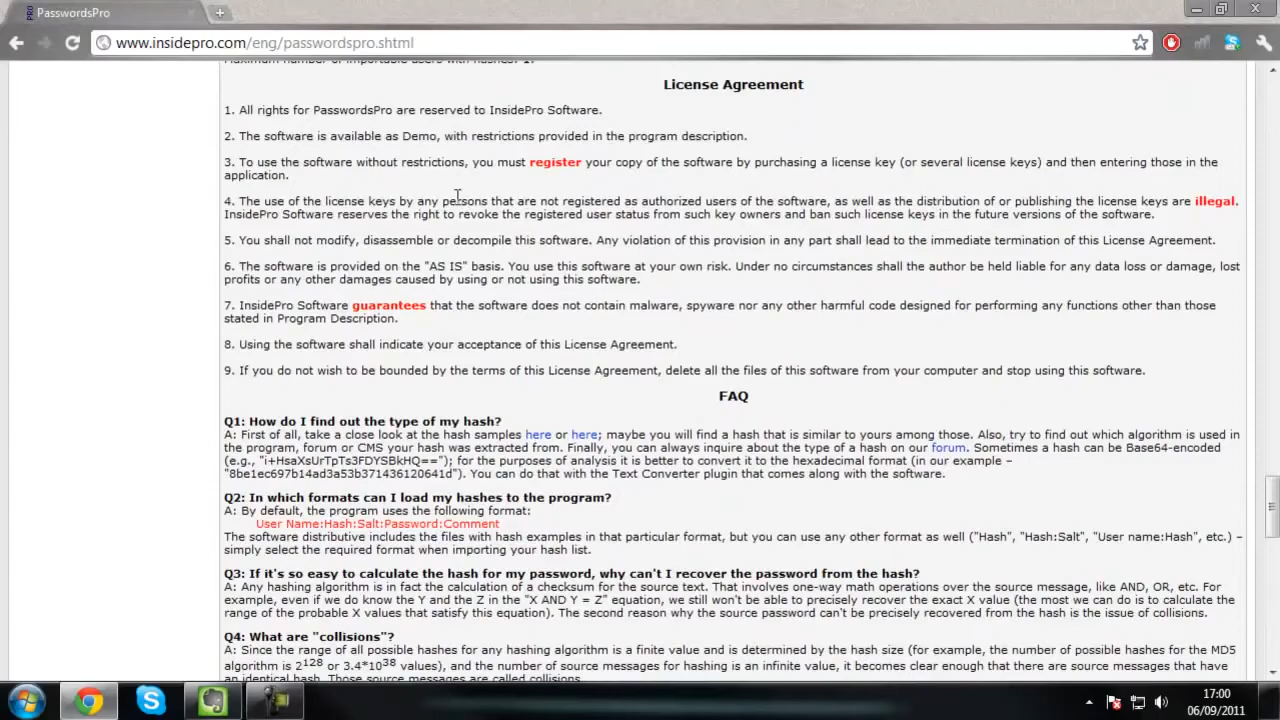 PasswordsPro
www.insidepro.com/eng/passwordspro.shtml
License Agreement
1. All rights for PasswordsPro are reserved to InsidePro Software.
2. The software is available as Demo, with restrictions provided in the program description.
3. To use the software without restrictions, you must register your copy of the software by purchasing a license key (or several license keys) and then entering those in the
application.
4. The use of the license keys by any persons that are not registered as authorized users of the software, as well as the distribution of or publishing the license keys are illegal.
InsidePro Software reserves the right to revoke the registered user status from such key owners and ban such license keys in the future versions of the software.
5. You shall not modify, disassemble or decompile this software. Any violation of this provision in any part shall lead to the immediate termination of this License Agreement.
6. The software is provided on the "AS IS" basis. You use this software at your own risk. Under no circumstances shall the author be held liable for any data loss or damage, lost
profits or any other damages caused by using or not using this software.
7. InsidePro Software guarantees that the software does not contain malware, spyware nor any other harmful code designed for performing any functions other than those
stated in Program Description.
8. Using the software shall indicate your acceptance of this License Agreement.
9. If you do not wish to be bounded by the terms of this License Agreement, delete all the files of this software from your computer and stop using this software.
FAQ
Q1: How do I find out the type of my hash?
A: First of all, take a close look at the hash samples here or here; maybe you will find a hash that is similar to yours among those. Also, try to find out which algorithm is used in
the program, forum or CMS your hash was extracted from. Finally, you can always inquire about the type of a hash on our forum. Sometimes a hash can be Base64-encoded
(e.g., "i+HsaXsUrTpTs3FDYSBkHQ=="); for the purposes of analysis it is better to convert it to the hexadecimal format (in our example –
"8be1ec697b14ad3a53b371436120641d"). You can do that with the Text Converter plugin that comes along with the software.
Q2: In which formats can I load my hashes to the program?
A: By default, the program uses the following format:
User Name:Hash:Salt:Password:Comment
The software distributive includes the files with hash examples in that particular format, but you can use any other format as well ("Hash", "Hash:Salt", "User name:Hash", etc.) –
simply select the required format when importing your hash list.
Q3: If it's so easy to calculate the hash for my password, why can't I recover the password from the hash?
A: Any hashing algorithm is in fact the calculation of a checksum for the source text. That involves one-way math operations over the source message, like AND, OR, etc. For
example, even if we do know the Y and the Z in the "X AND Y = Z" equation, we still won't be able to precisely recover the exact X value (the most we can do is to calculate the
range of the probable X values that satisfy this equation). The second reason why the source password can't be precisely recovered from the hash is the issue of collisions.
Q4: What are "collisions"?
A: Since the range of all possible hashes for any hashing algorithm is a finite value and is determined by the hash size (for example, the number of possible hashes for the MD5
algorithm is 2^128 or 3.4*10^38 values), and the number of source messages for hashing is an infinite value, it becomes clear enough that there are source messages that have
an identical hash. Those source messages are called collisions.
17:00
06/09/2011